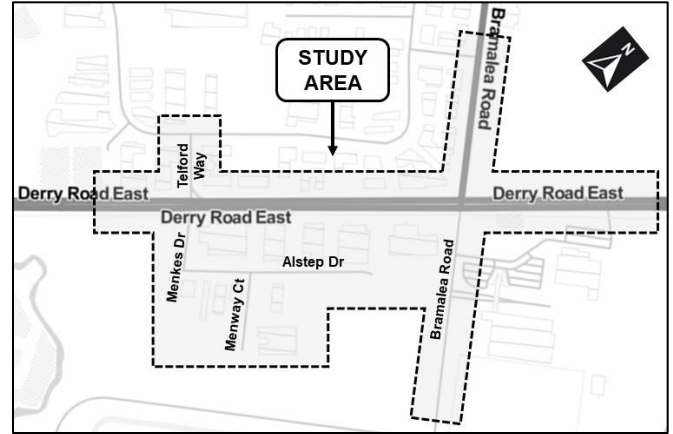 Bramalea Road
N
STUDY
AREA
Telford
Way
Derry Road East
Derry Road East
Derry Road East
Menkes Dr
Alstep Dr
Menway Ct
Bramalea Road